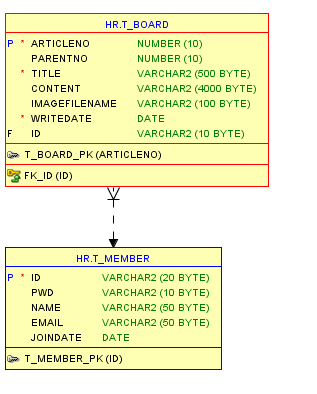 HR.T_BOARD
P * ARTICLENO NUMBER (10)
PARENTNO NUMBER (10)
* TITLE VARCHAR2 (500 BYTE)
CONTENT VARCHAR2 (4000 BYTE)
IMAGEFILENAME VARCHAR2 (100 BYTE)
* WRITEDATE DATE
F ID VARCHAR2 (10 BYTE)
T_BOARD_PK (ARTICLENO)
FK_ID (ID)
HR.T_MEMBER
P * ID VARCHAR2 (20 BYTE)
PWD VARCHAR2 (10 BYTE)
NAME VARCHAR2 (50 BYTE)
EMAIL VARCHAR2 (50 BYTE)
JOINDATE DATE
T_MEMBER_PK (ID)